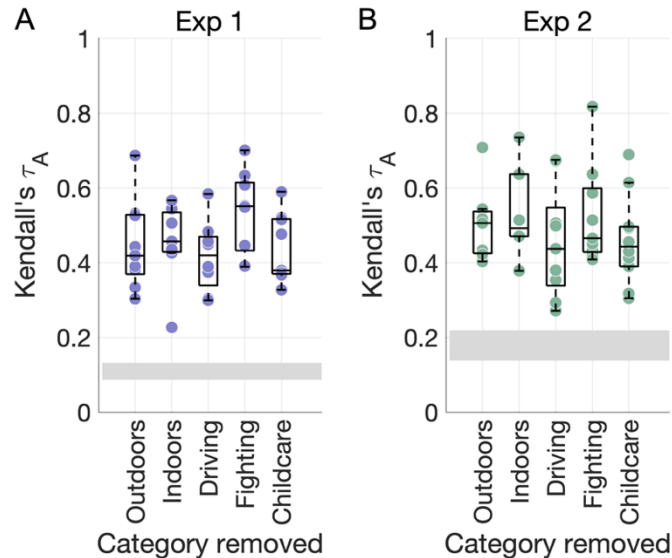 A
Exp 1
Kendall's τA
1
0.8
0.6
0.4
0.2
0
Outdoors
Indoors
Driving
Fighting
Childcare
Category removed
B
Exp 2
Kendall's τA
1
0.8
0.6
0.4
0.2
0
Outdoors
Indoors
Driving
Fighting
Childcare
Category removed